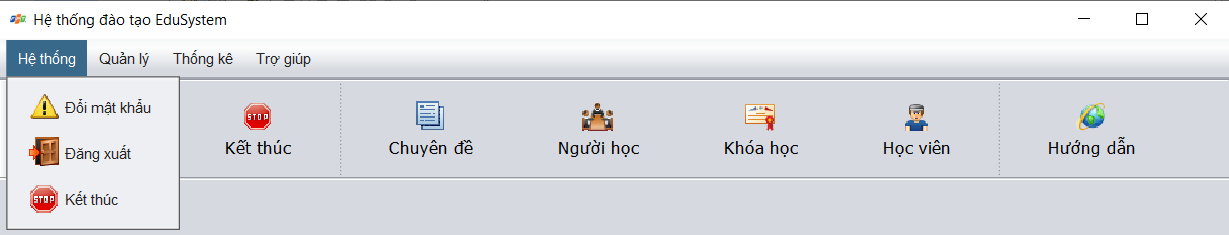 Hệ thống đào tạo EduSystem
Hệ thống Quản lý Thống kê Trợ giúp
Đổi mật khẩu
Đăng xuất
Kết thúc
STOP
Kết thúc
Chuyên đề
Người học
Khóa học
Học viên
Hướng dẫn
STOP